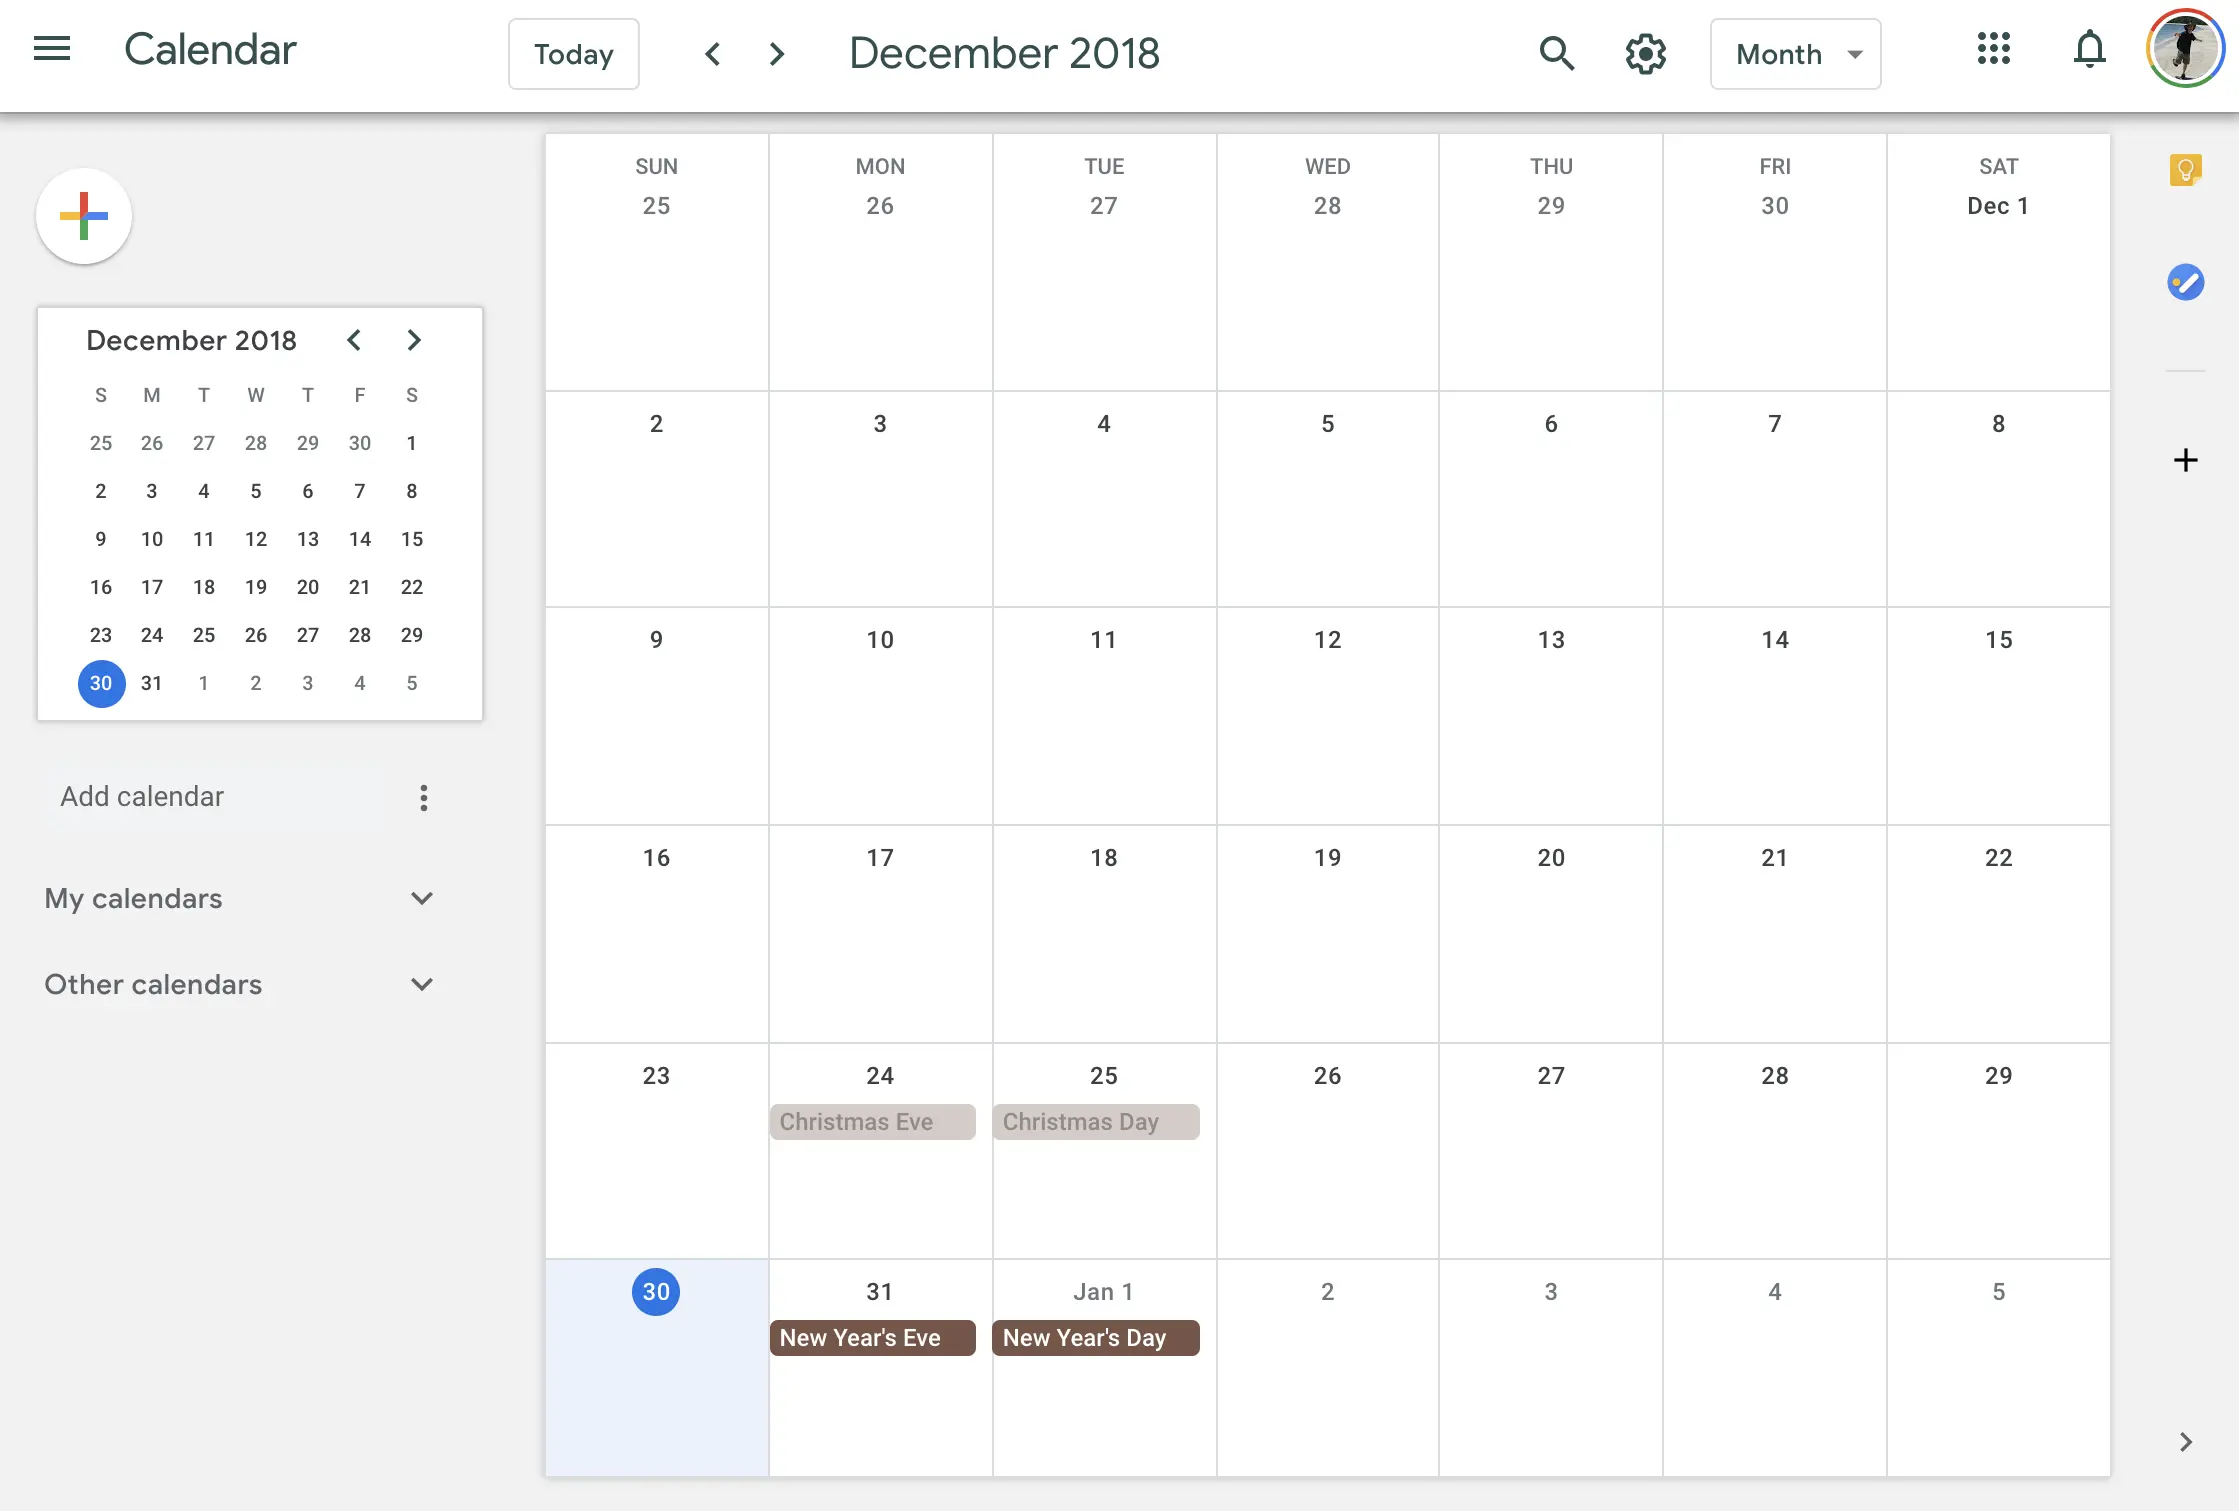 Calendar
Today
December 2018
Month
December 2018
S M T W T F S
25 26 27 28 29 30 1
2 3 4 5 6 7 8
9 10 11 12 13 14 15
16 17 18 19 20 21 22
23 24 25 26 27 28 29
30 31 1 2 3 4 5
Add calendar
My calendars
Other calendars
SUN MON TUE WED THU FRI SAT
25 26 27 28 29 30 Dec 1
2 3 4 5 6 7 8
9 10 11 12 13 14 15
16 17 18 19 20 21 22
23 24 25 26 27 28 29
Christmas Eve Christmas Day
30 31 Jan 1 2 3 4 5
New Year's Eve New Year's Day